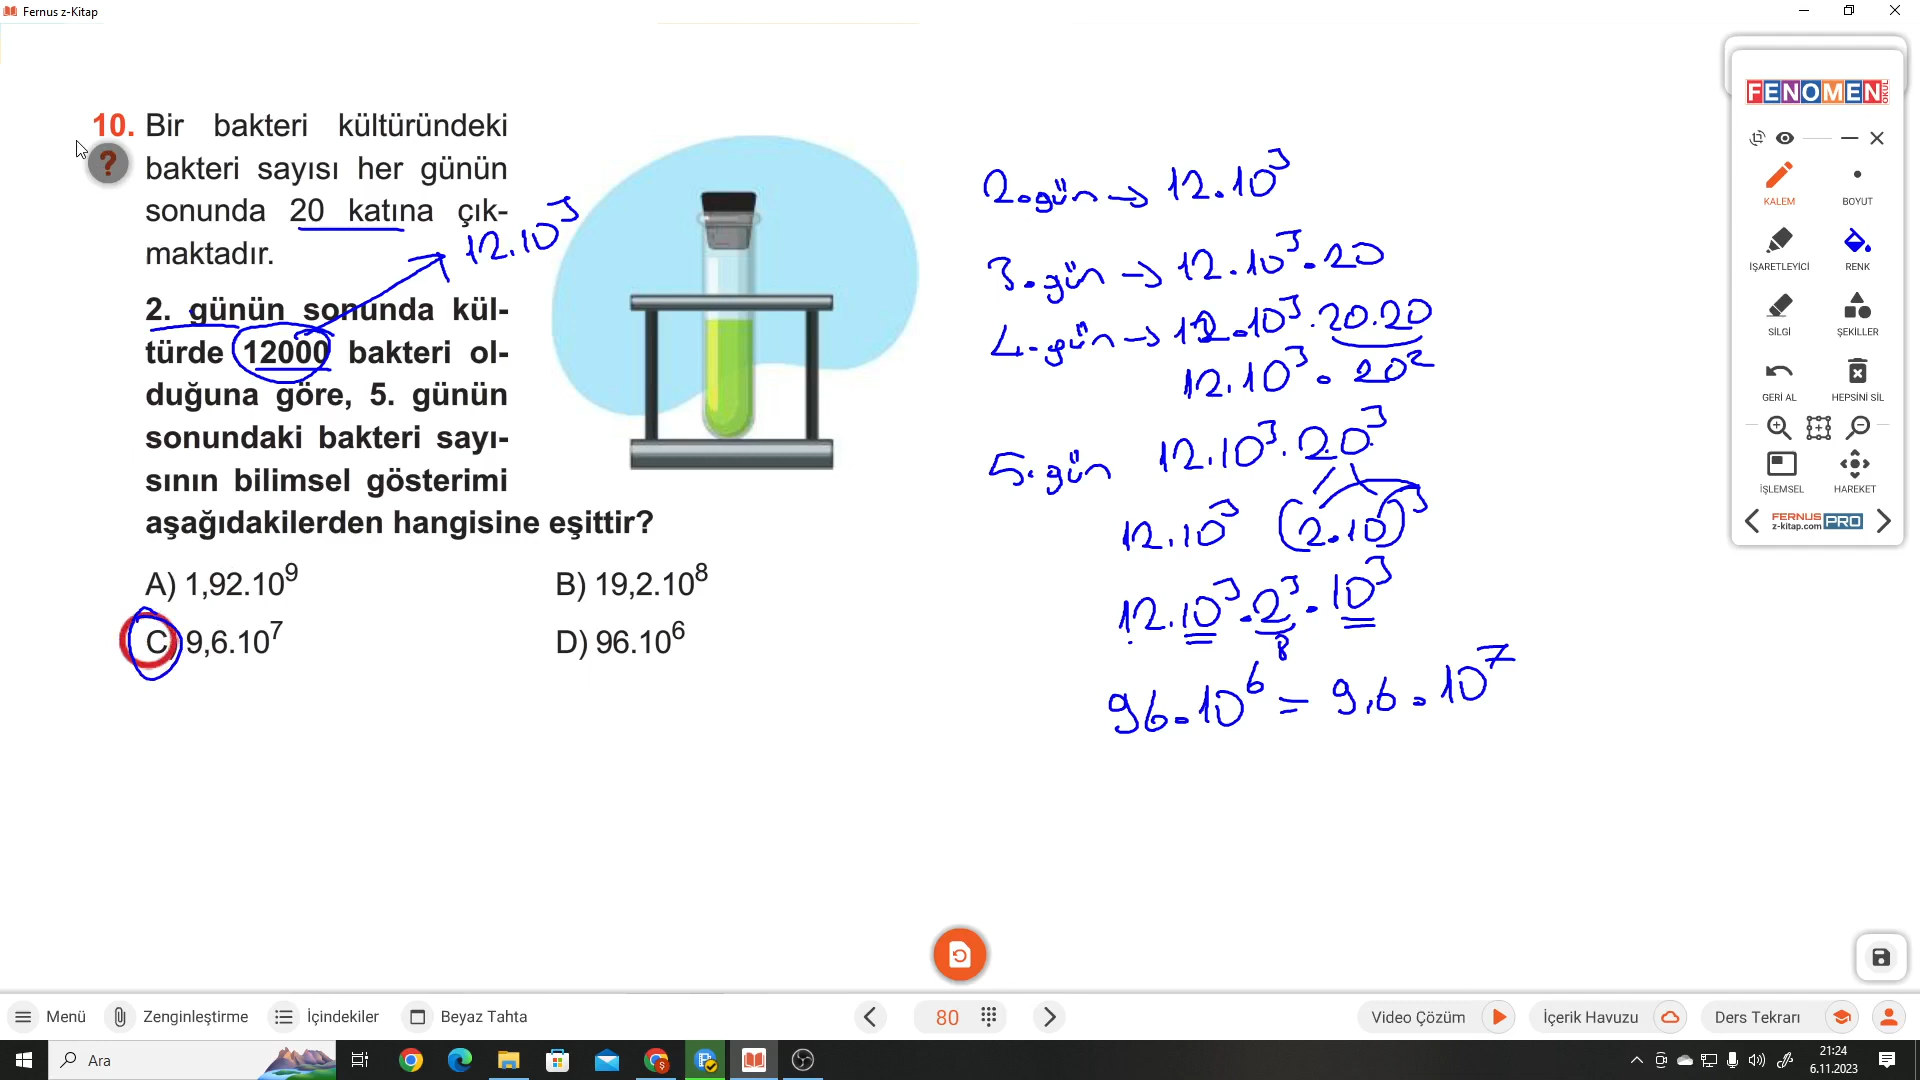 Fernus z-Kitap
10. Bir bakteri kültüründeki
bakteri sayısı her günün
sonunda 20 katına çık-
maktadır.
12.10³
2. günün sonunda kül-
türde 12000 bakteri ol-
duğuna göre, 5. günün
sonundaki bakteri sayı-
sının bilimsel gösterimi
aşağıdakilerden hangisine eşittir?
A) 1,92.10⁹
B) 19,2.10⁸
C) 9,6.10⁷
D) 96.10⁶
2.gün → 12.10³
3.gün → 12.10³.20
4.gün → 12.10³.20.20
12.10³.20²
5.gün 12.10³.20³
12.10³ (2.10)³
12.10³.2³.10³
8
96.10⁶ = 9,6.10⁷
FENOMEN OKUL
KALEM
BOYUT
İŞARETLEYİCİ
RENK
SİLGİ
ŞEKİLLER
GERİ AL
HEPSİNİ SİL
İŞLEMSEL
HAREKET
FERNUS
z-kitap.com PRO
Menü
Zenginleştirme
İçindekiler
Beyaz Tahta
80
Video Çözüm
İçerik Havuzu
Ders Tekrarı
Ara
21:24
6.11.2023